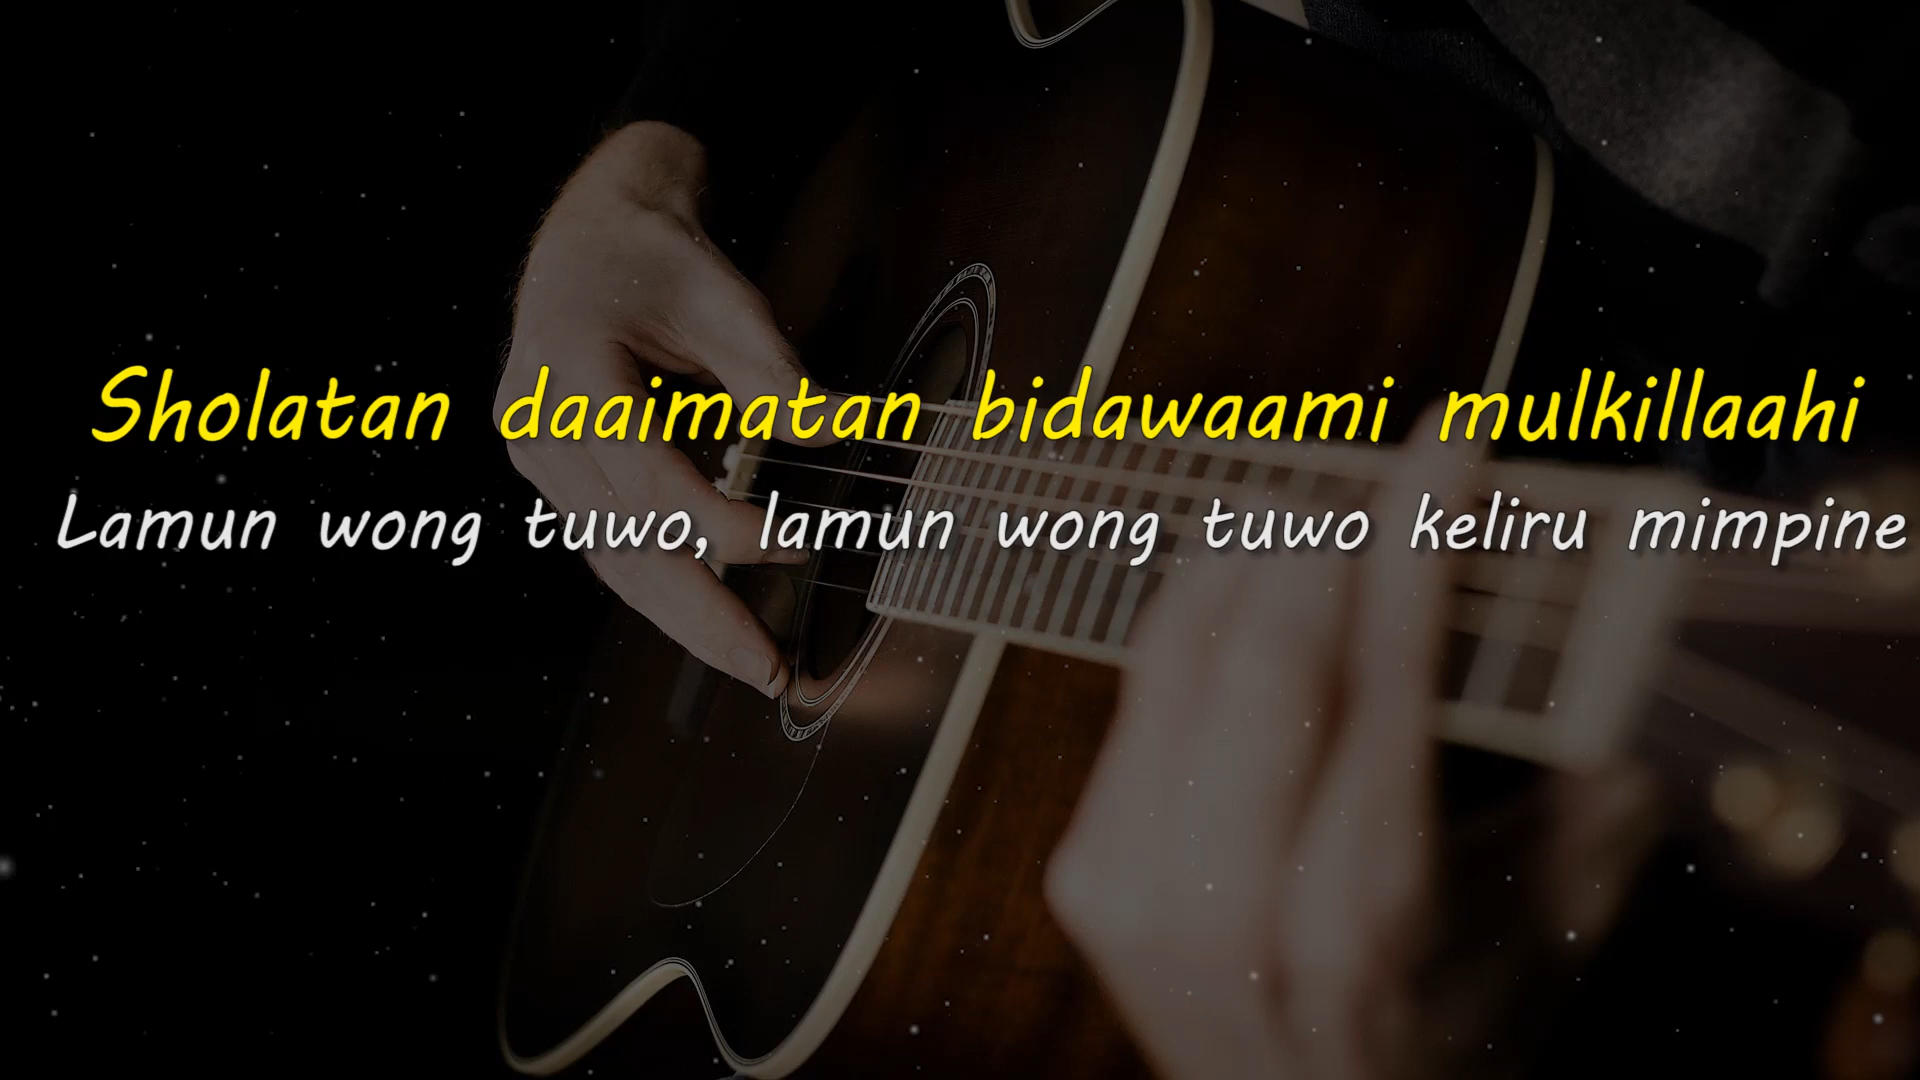 Sholatan daaimatan bidawaami mulkillaahi
Lamun wong tuwo, lamun wong tuwo keliru mimpine